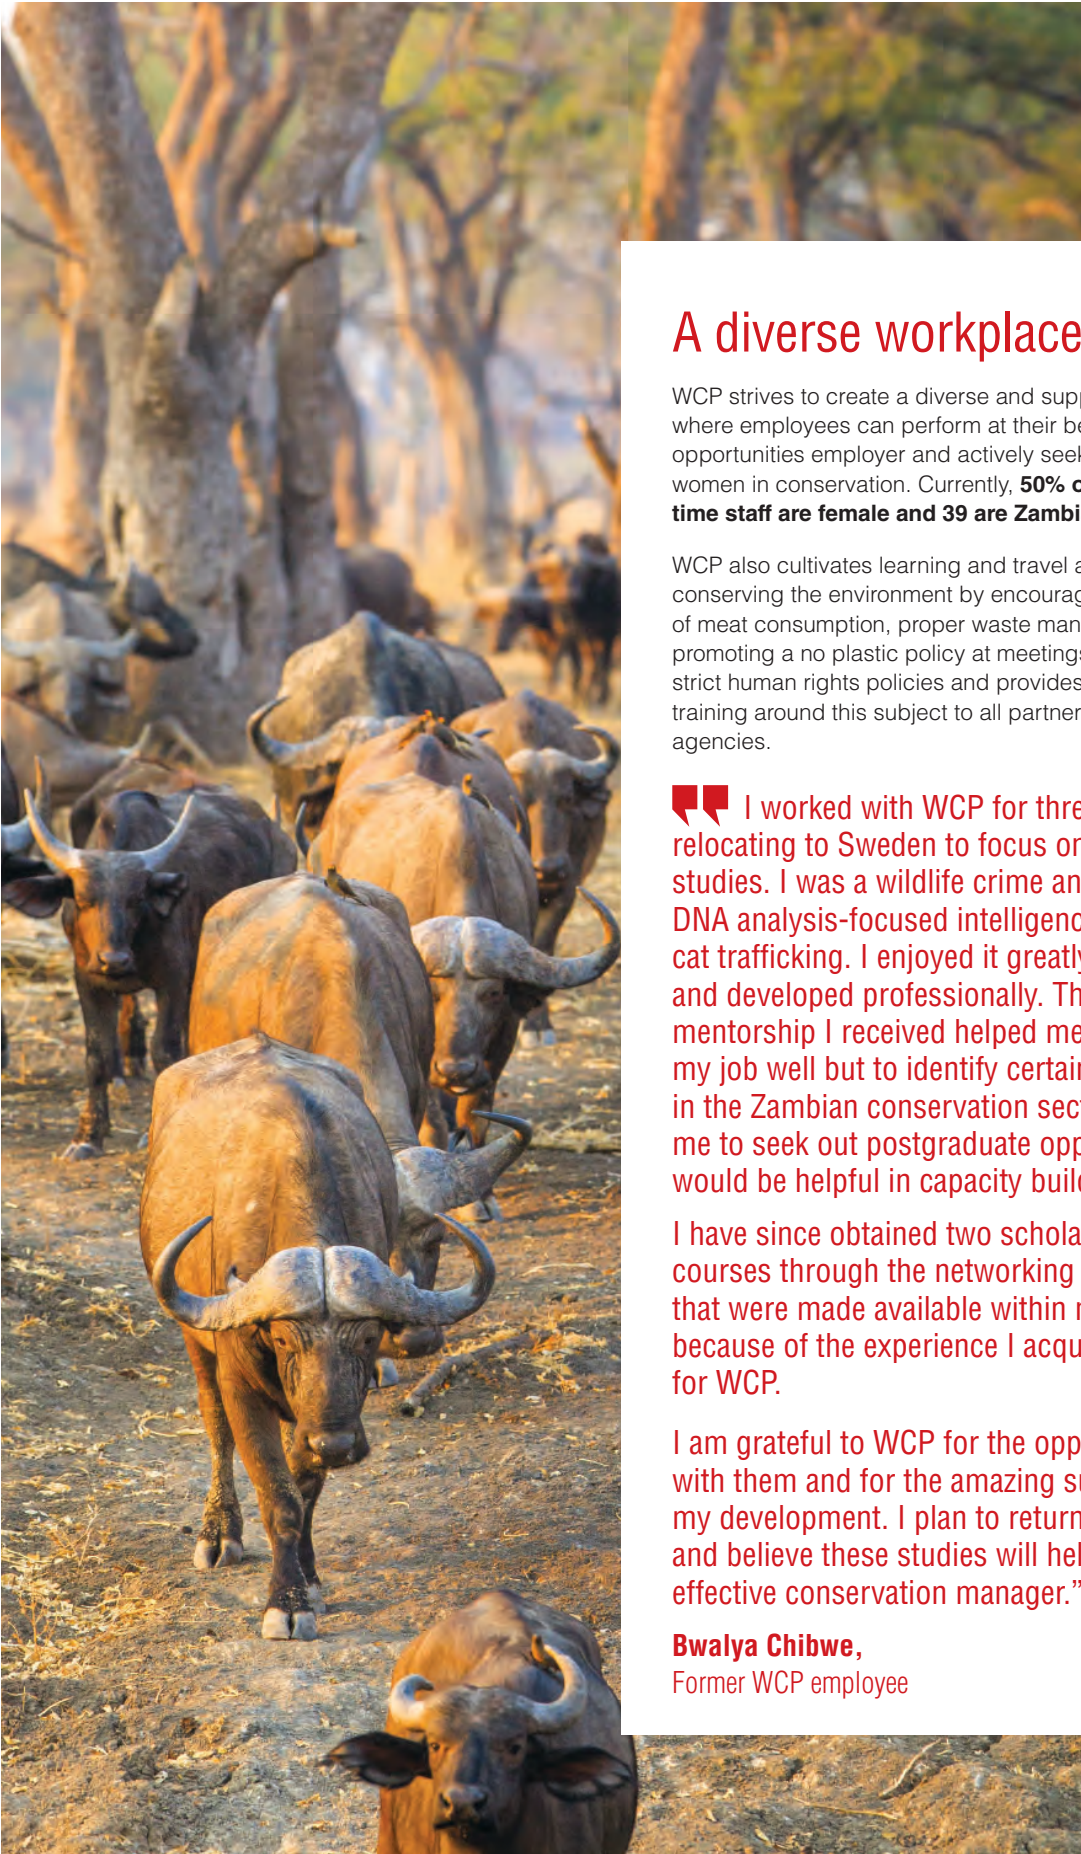 A diverse workplace
WCP strives to create a diverse and supp
where employees can perform at their be
opportunities employer and actively seek
women in conservation. Currently, 50% o
time staff are female and 39 are Zambi
WCP also cultivates learning and travel a
conserving the environment by encourag
of meat consumption, proper waste man
promoting a no plastic policy at meetings
strict human rights policies and provides
training around this subject to all partner
agencies.
I worked with WCP for thre
relocating to Sweden to focus on
studies. I was a wildlife crime an
DNA analysis-focused intelligenc
cat trafficking. I enjoyed it greatly
and developed professionally. Th
mentorship I received helped me
my job well but to identify certain
in the Zambian conservation sect
me to seek out postgraduate opp
would be helpful in capacity build
I have since obtained two schola
courses through the networking
that were made available within m
because of the experience I acqu
for WCP.
I am grateful to WCP for the opp
with them and for the amazing su
my development. I plan to return
and believe these studies will hel
effective conservation manager.”
Bwalya Chibwe,
Former WCP employee